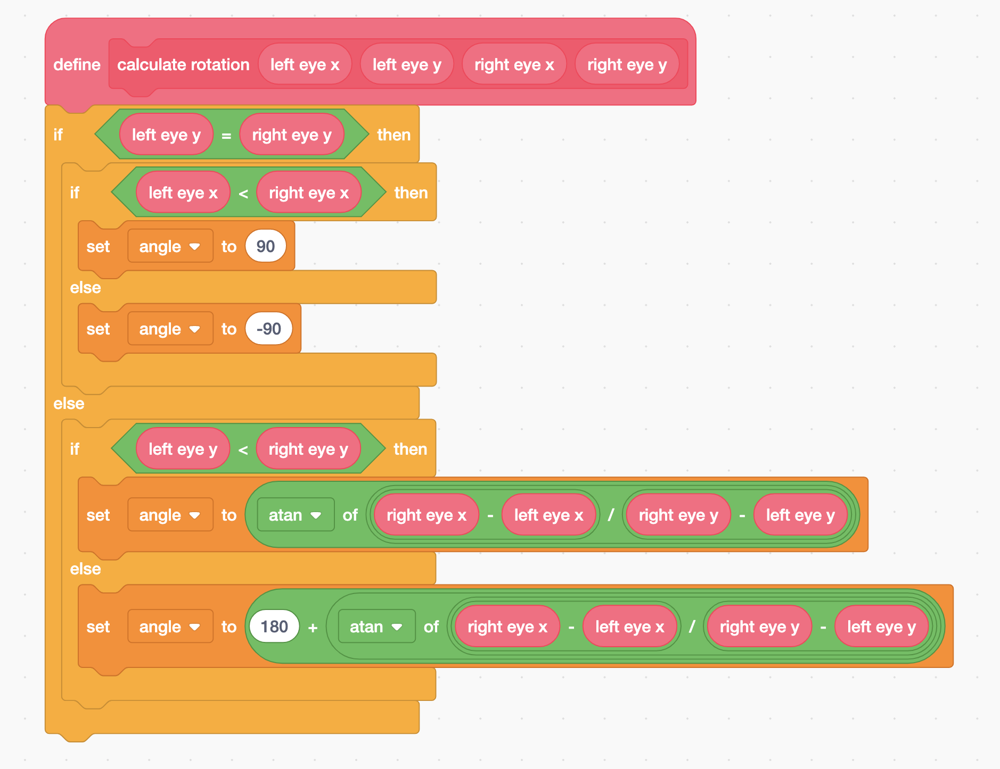 define calculate rotation left eye x left eye y right eye x right eye y
if left eye y = right eye y then
if left eye x < right eye x then
set angle to 90
else
set angle to -90
else
if left eye y < right eye y then
set angle to atan of right eye x - left eye x / right eye y - left eye y
else
set angle to 180 + atan of right eye x - left eye x / right eye y - left eye y